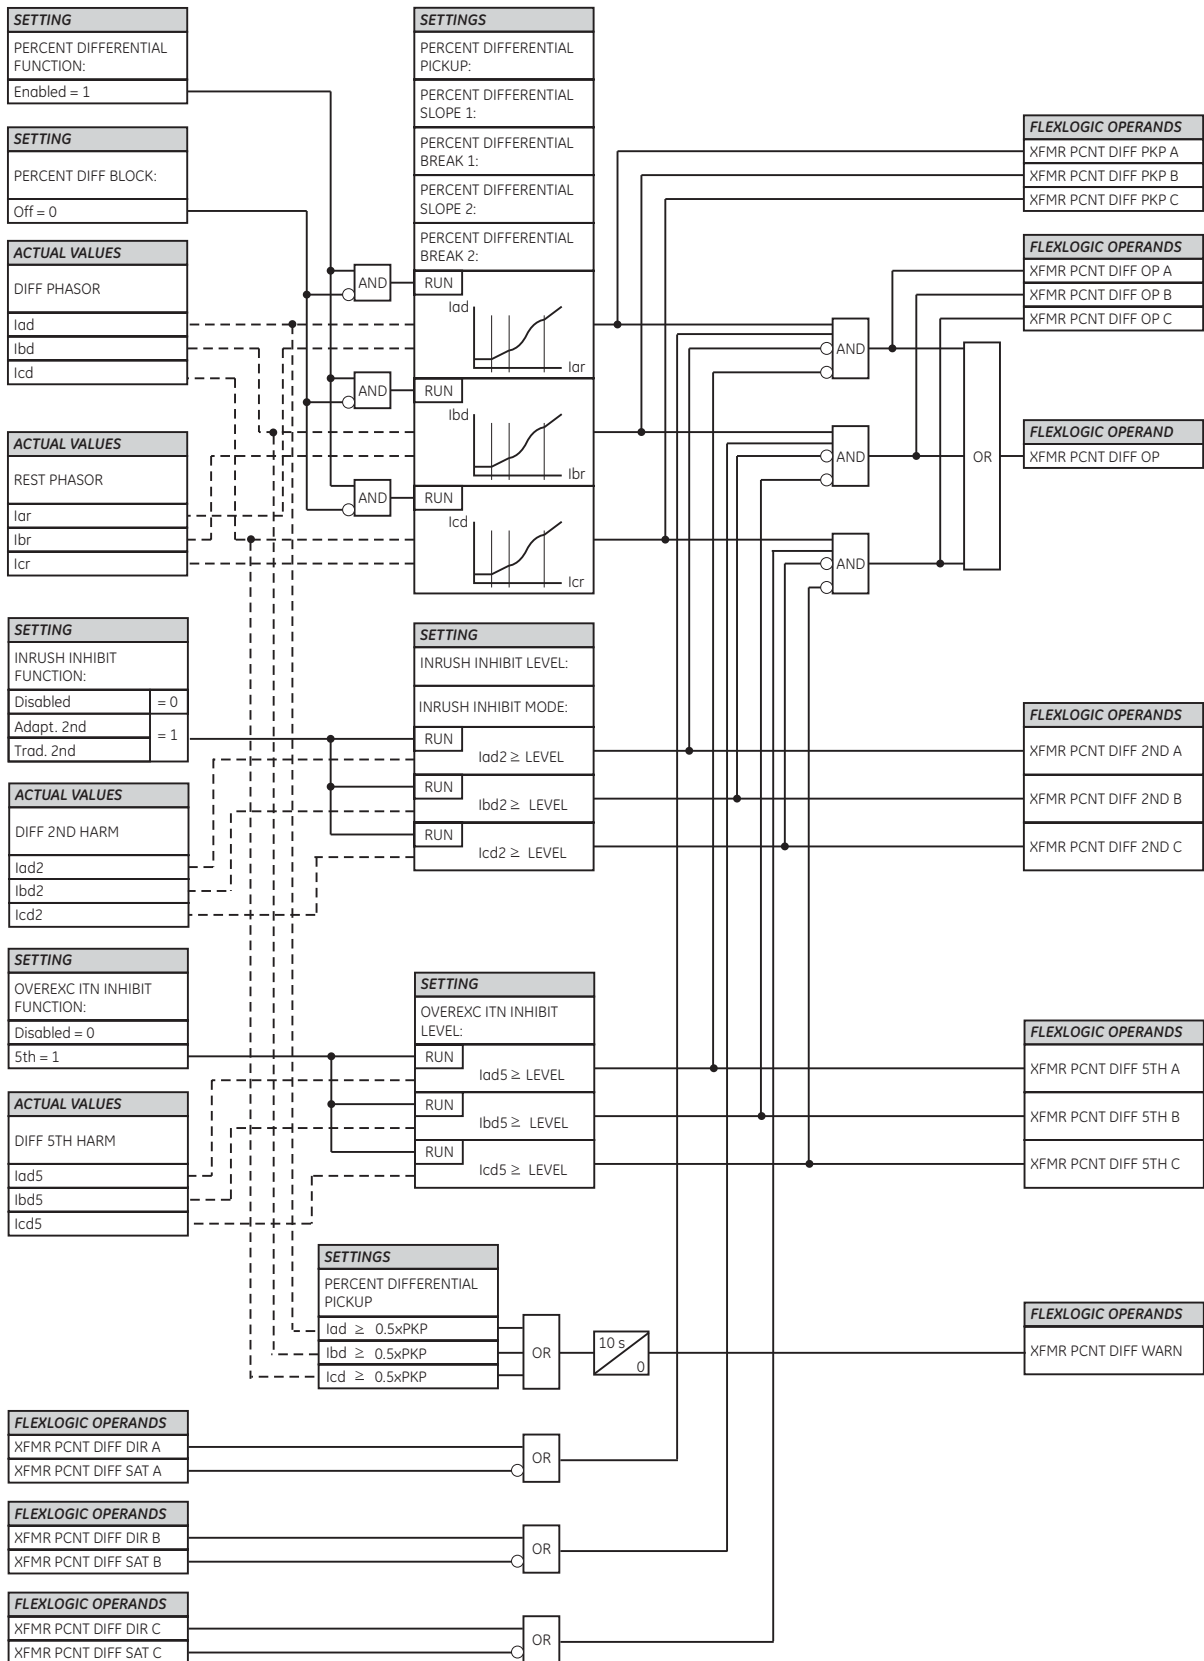 SETTING
PERCENT DIFFERENTIAL
FUNCTION:
Enabled = 1
SETTING
PERCENT DIFF BLOCK:
Off = 0
ACTUAL VALUES
DIFF PHASOR
Iad
Ibd
Icd
ACTUAL VALUES
REST PHASOR
Iar
Ibr
Icr
SETTING
INRUSH INHIBIT
FUNCTION:
Disabled = 0
Adapt. 2nd
= 1
Trad. 2nd
ACTUAL VALUES
DIFF 2ND HARM
Iad2
Ibd2
Icd2
SETTING
OVEREXC ITN INHIBIT
FUNCTION:
Disabled = 0
5th = 1
ACTUAL VALUES
DIFF 5TH HARM
Iad5
Ibd5
Icd5
SETTINGS
PERCENT DIFFERENTIAL
PICKUP:
PERCENT DIFFERENTIAL
SLOPE 1:
PERCENT DIFFERENTIAL
BREAK 1:
PERCENT DIFFERENTIAL
SLOPE 2:
PERCENT DIFFERENTIAL
BREAK 2:
AND
RUN
Iad
Iar
AND
RUN
Ibd
Ibr
AND
RUN
Icd
Icr
SETTING
INRUSH INHIBIT LEVEL:
INRUSH INHIBIT MODE:
RUN
Iad2 ≥ LEVEL
RUN
Ibd2 ≥ LEVEL
RUN
Icd2 ≥ LEVEL
SETTING
OVEREXC ITN INHIBIT
LEVEL:
RUN
Iad5 ≥ LEVEL
RUN
Ibd5 ≥ LEVEL
RUN
Icd5 ≥ LEVEL
SETTINGS
PERCENT DIFFERENTIAL
PICKUP
Iad ≥ 0.5xPKP
Ibd ≥ 0.5xPKP
Icd ≥ 0.5xPKP
OR
10 s
0
AND
AND
AND
OR
FLEXLOGIC OPERANDS
XFMR PCNT DIFF PKP A
XFMR PCNT DIFF PKP B
XFMR PCNT DIFF PKP C
FLEXLOGIC OPERANDS
XFMR PCNT DIFF OP A
XFMR PCNT DIFF OP B
XFMR PCNT DIFF OP C
FLEXLOGIC OPERAND
XFMR PCNT DIFF OP
FLEXLOGIC OPERANDS
XFMR PCNT DIFF 2ND A
XFMR PCNT DIFF 2ND B
XFMR PCNT DIFF 2ND C
FLEXLOGIC OPERANDS
XFMR PCNT DIFF 5TH A
XFMR PCNT DIFF 5TH B
XFMR PCNT DIFF 5TH C
FLEXLOGIC OPERANDS
XFMR PCNT DIFF WARN
FLEXLOGIC OPERANDS
XFMR PCNT DIFF DIR A
XFMR PCNT DIFF SAT A
OR
FLEXLOGIC OPERANDS
XFMR PCNT DIFF DIR B
XFMR PCNT DIFF SAT B
OR
FLEXLOGIC OPERANDS
XFMR PCNT DIFF DIR C
XFMR PCNT DIFF SAT C
OR